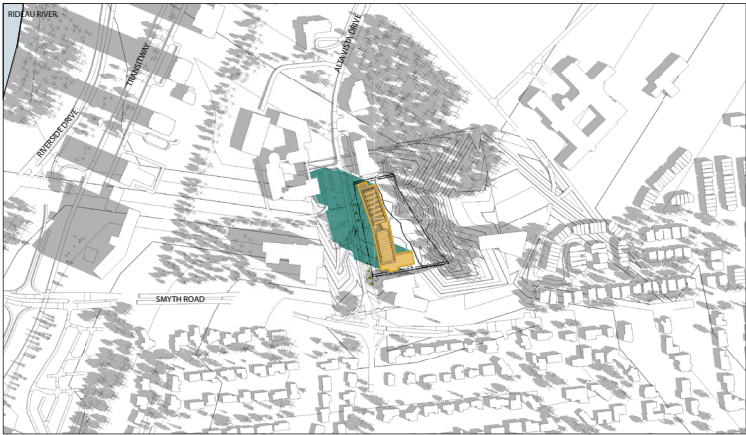 RIDEAU RIVER
TRANSITWAY
ALTA VISTA DRIVE
RIVERSIDE DRIVE
SMYTH ROAD